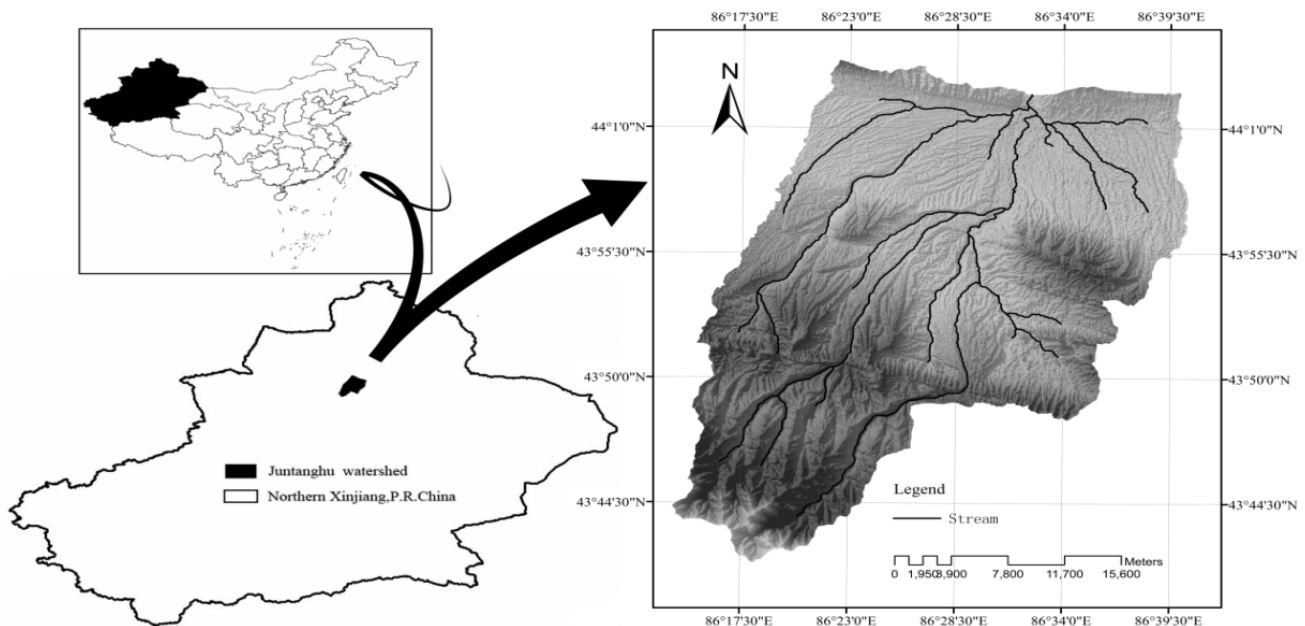 86°17'30"E 86°23'0"E 86°28'30"E 86°34'0"E 86°39'30"E
N
44°1'0"N 44°1'0"N
43°55'30"N 43°55'30"N
43°50'0"N 43°50'0"N
Juntanghu watershed
Northern Xinjiang,P.R.China
43°44'30"N 43°44'30"N
Legend
Stream
Meters
0 1,950 3,900 7,800 11,700 15,600
86°17'30"E 86°23'0"E 86°28'30"E 86°34'0"E 86°39'30"E